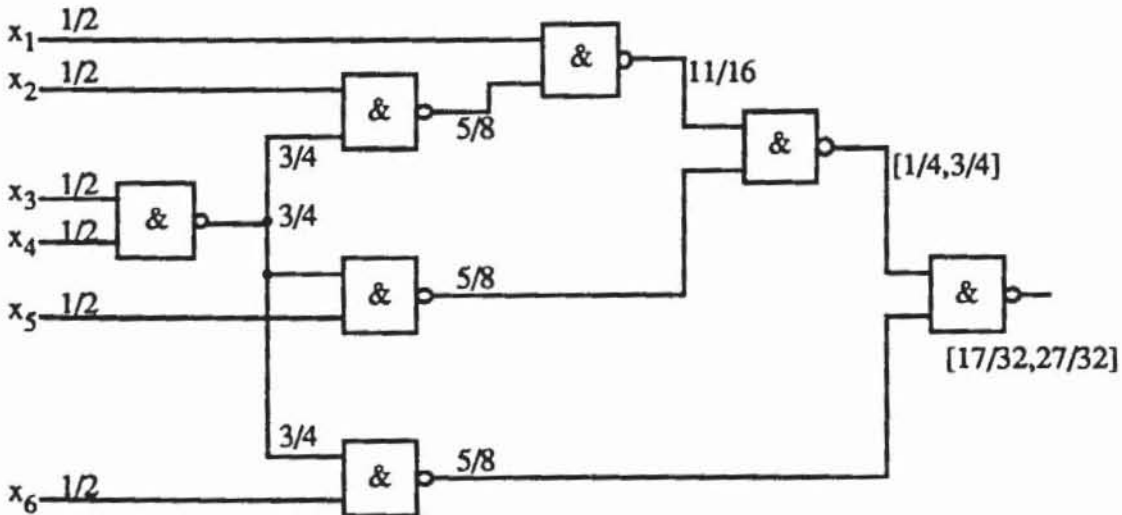 x1 1/2
x2 1/2
&
11/16
&
5/8
&
[1/4,3/4]
3/4
x3 1/2
&
3/4
x4 1/2
&
5/8
&
x5 1/2
[17/32,27/32]
3/4
&
5/8
x6 1/2